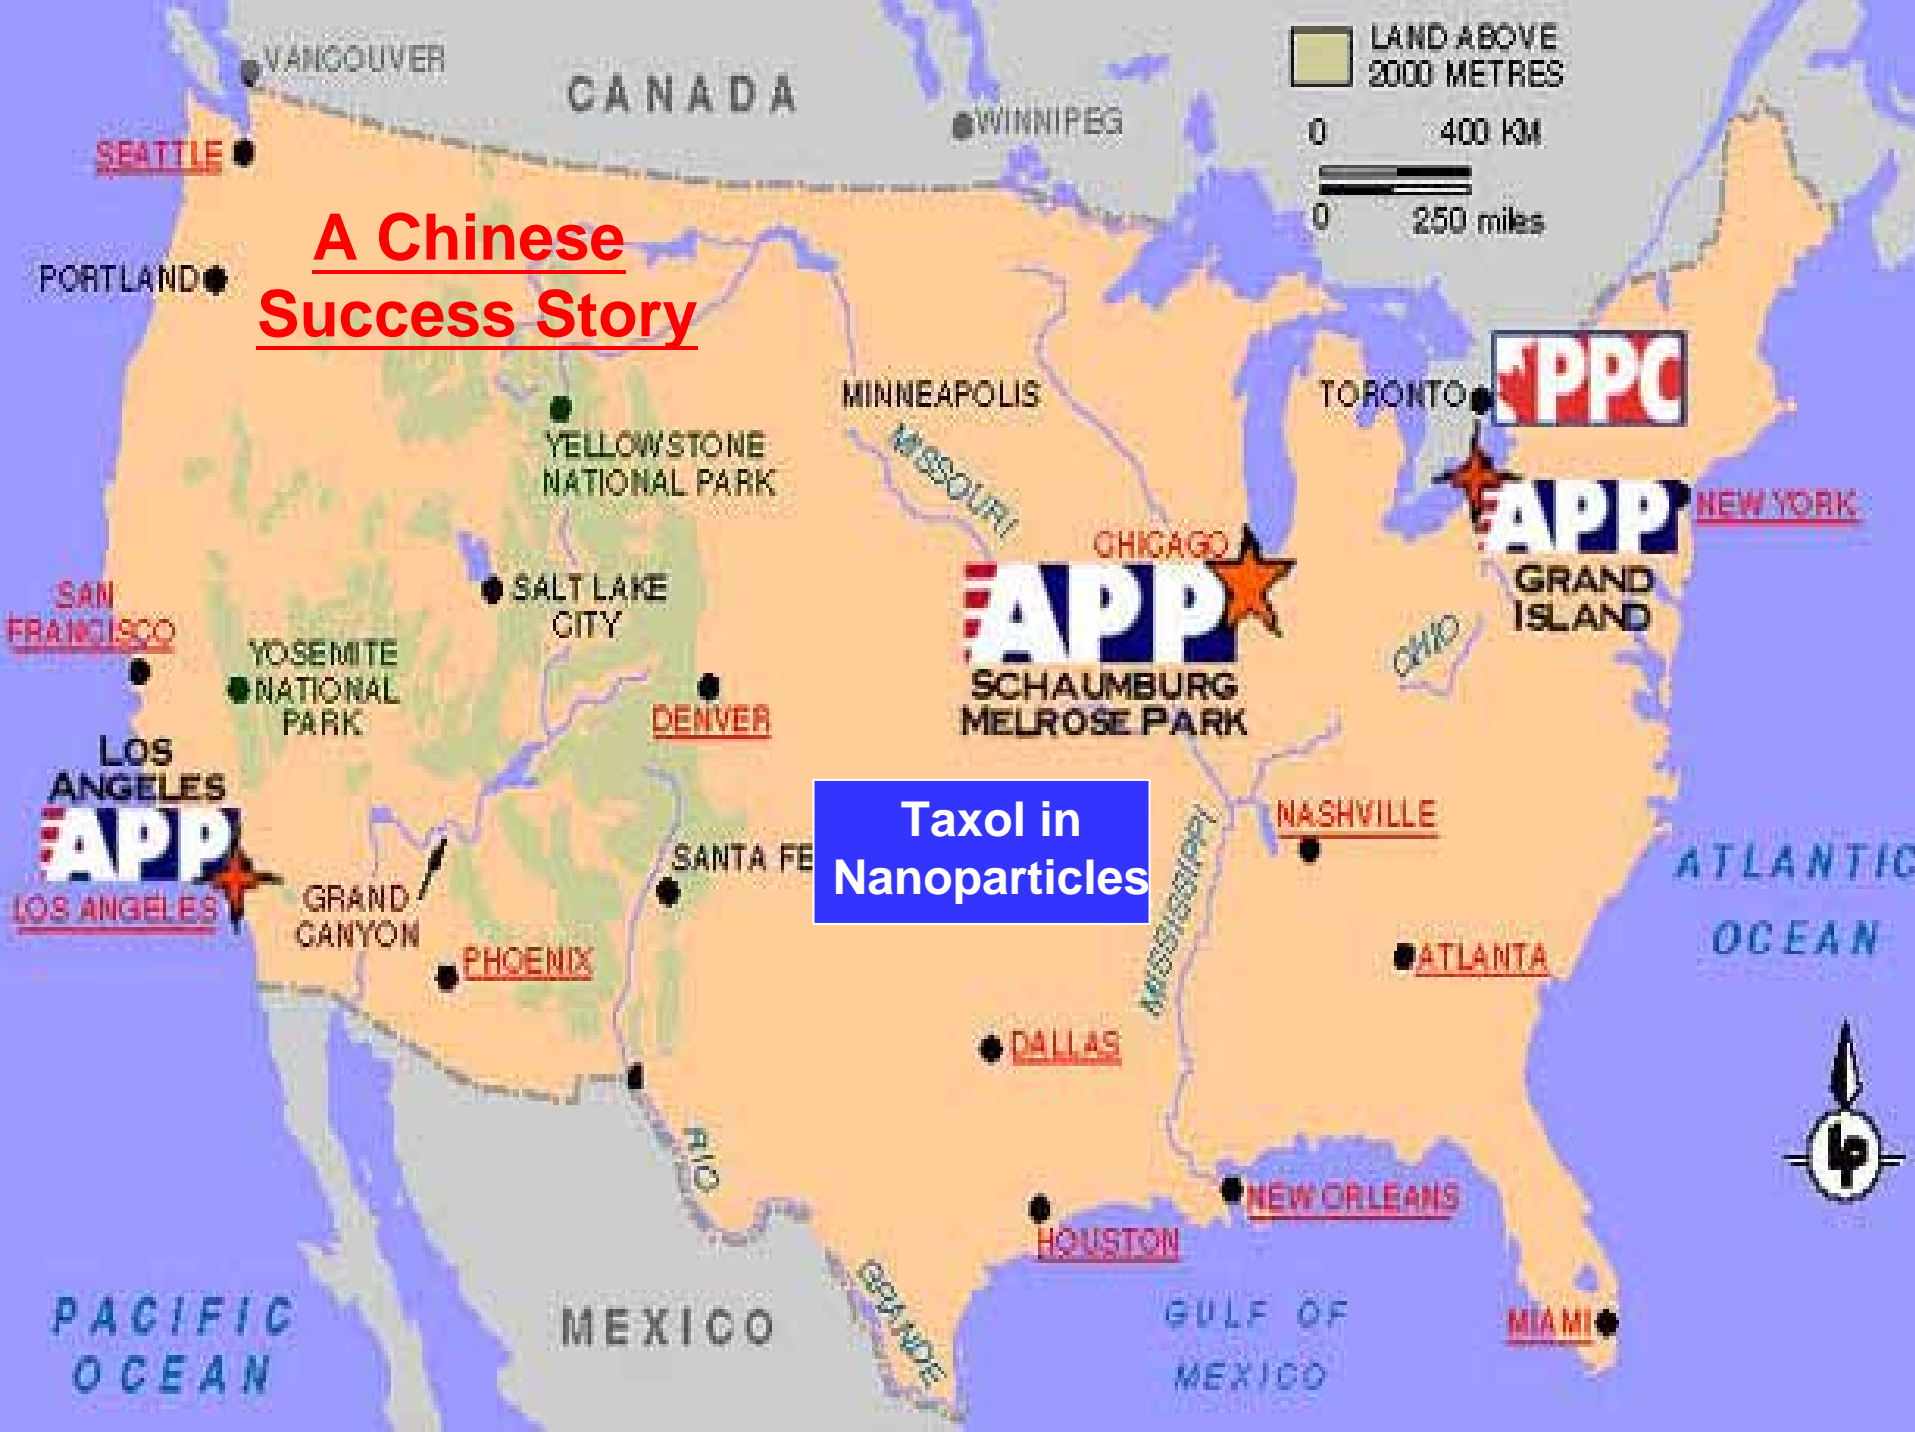 VANCOUVER
CANADA
WINNIPEG
LAND ABOVE
2000 METRES
0 400 KM
0 250 miles
SEATTLE
A Chinese
Success Story
PORTLAND
MINNEAPOLIS
TORONTO
PPC
YELLOWSTONE
NATIONAL PARK
MISSOURI
APP
NEW YORK
GRAND
ISLAND
CHICAGO
APP
SCHAUMBURG
MELROSE PARK
SALT LAKE
CITY
SAN
FRANCISCO
YOSEMITE
NATIONAL
PARK
OHIO
DENVER
LOS
ANGELES
APP
LOS ANGELES
GRAND
CANYON
SANTA FE
Taxol in
Nanoparticles
MISSISSIPPI
NASHVILLE
ATLANTIC
OCEAN
PHOENIX
ATLANTA
DALLAS
RIO
GRANDE
NEW ORLEANS
HOUSTON
PACIFIC
OCEAN
MEXICO
GULF OF
MEXICO
MIAMI
LP